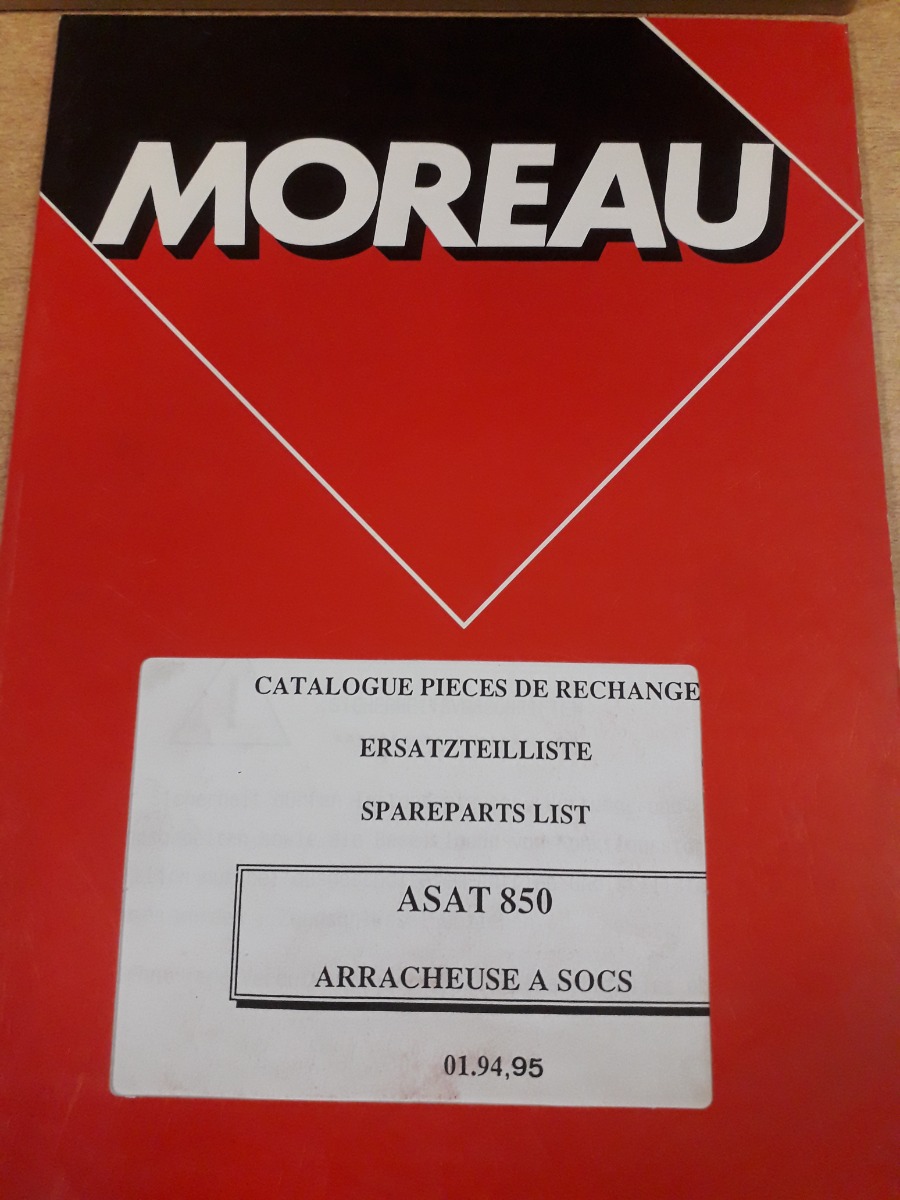 MOREAU
CATALOGUE PIECES DE RECHANGE
ERSATZTEILLISTE
SPAREPARTS LIST
ASAT 850
ARRACHEUSE A SOCS
01.94,95